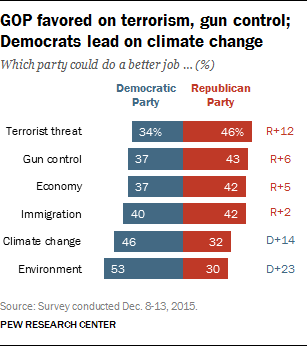 GOP favored on terrorism, gun control;
Democrats lead on climate change
Which party could do a better job ... (%)
Democratic Party Republican Party
Terrorist threat 34% 46% R+12
Gun control 37 43 R+6
Economy 37 42 R+5
Immigration 40 42 R+2
Climate change 46 32 D+14
Environment 53 30 D+23
Source: Survey conducted Dec. 8-13, 2015.
PEW RESEARCH CENTER